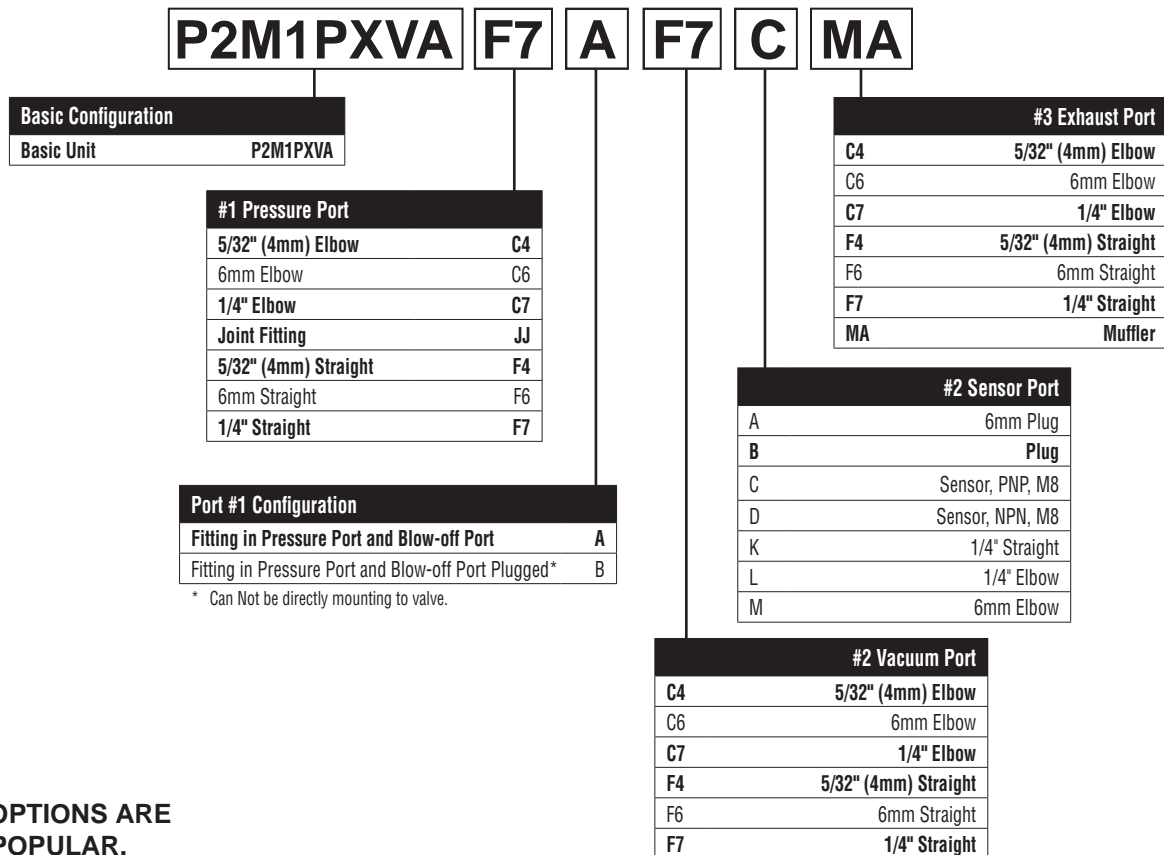 P2M1PXVA F7 A F7 C MA
Basic Configuration
Basic Unit P2M1PXVA
#1 Pressure Port
5/32" (4mm) Elbow C4
6mm Elbow C6
1/4" Elbow C7
Joint Fitting JJ
5/32" (4mm) Straight F4
6mm Straight F6
1/4" Straight F7
Port #1 Configuration
Fitting in Pressure Port and Blow-off Port A
Fitting in Pressure Port and Blow-off Port Plugged* B
* Can Not be directly mounting to valve.
#3 Exhaust Port
C4 5/32" (4mm) Elbow
C6 6mm Elbow
C7 1/4" Elbow
F4 5/32" (4mm) Straight
F6 6mm Straight
F7 1/4" Straight
MA Muffler
#2 Sensor Port
A 6mm Plug
B Plug
C Sensor, PNP, M8
D Sensor, NPN, M8
K 1/4" Straight
L 1/4" Elbow
M 6mm Elbow
#2 Vacuum Port
C4 5/32" (4mm) Elbow
C6 6mm Elbow
C7 1/4" Elbow
F4 5/32" (4mm) Straight
F6 6mm Straight
F7 1/4" Straight
OPTIONS ARE
POPULAR.